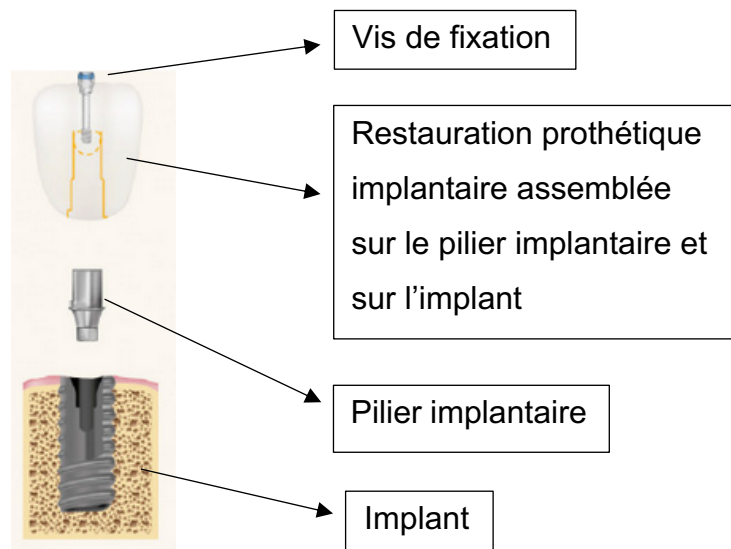 Vis de fixation
Restauration prothétique
implantaire assemblée
sur le pilier implantaire et
sur l’implant
Pilier implantaire
Implant